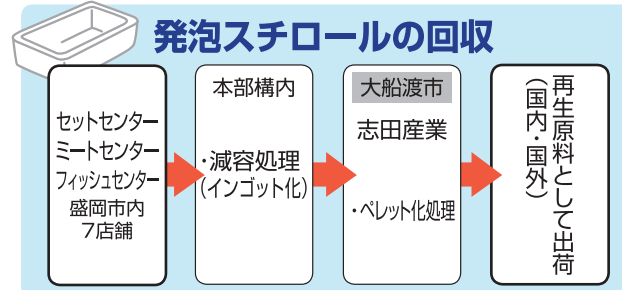 発泡スチロールの回収
セットセンター
ミートセンター
フィッシュセンター
盛岡市内
7店舗
本部構内
・減容処理
(インゴット化)
大船渡市
志田産業
・ペレット化処理
再生原料として出荷
(国内・国外)